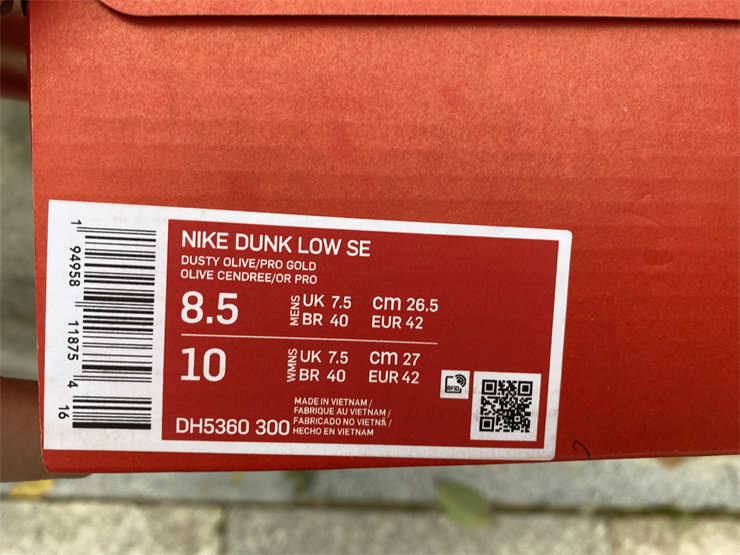 NIKE DUNK LOW SE
DUSTY OLIVE/PRO GOLD
OLIVE CENDREE/OR PRO
8.5 MENS UK 7.5 cm 26.5
BR 40 EUR 42
10 WMNS UK 7.5 cm 27
BR 40 EUR 42
RFID
DH5360 300
MADE IN VIETNAM /
FABRIQUE AU VIETNAM /
FABRICADO NO VIETNÃ /
HECHO EN VIETNAM
1 94958 11875 4
16